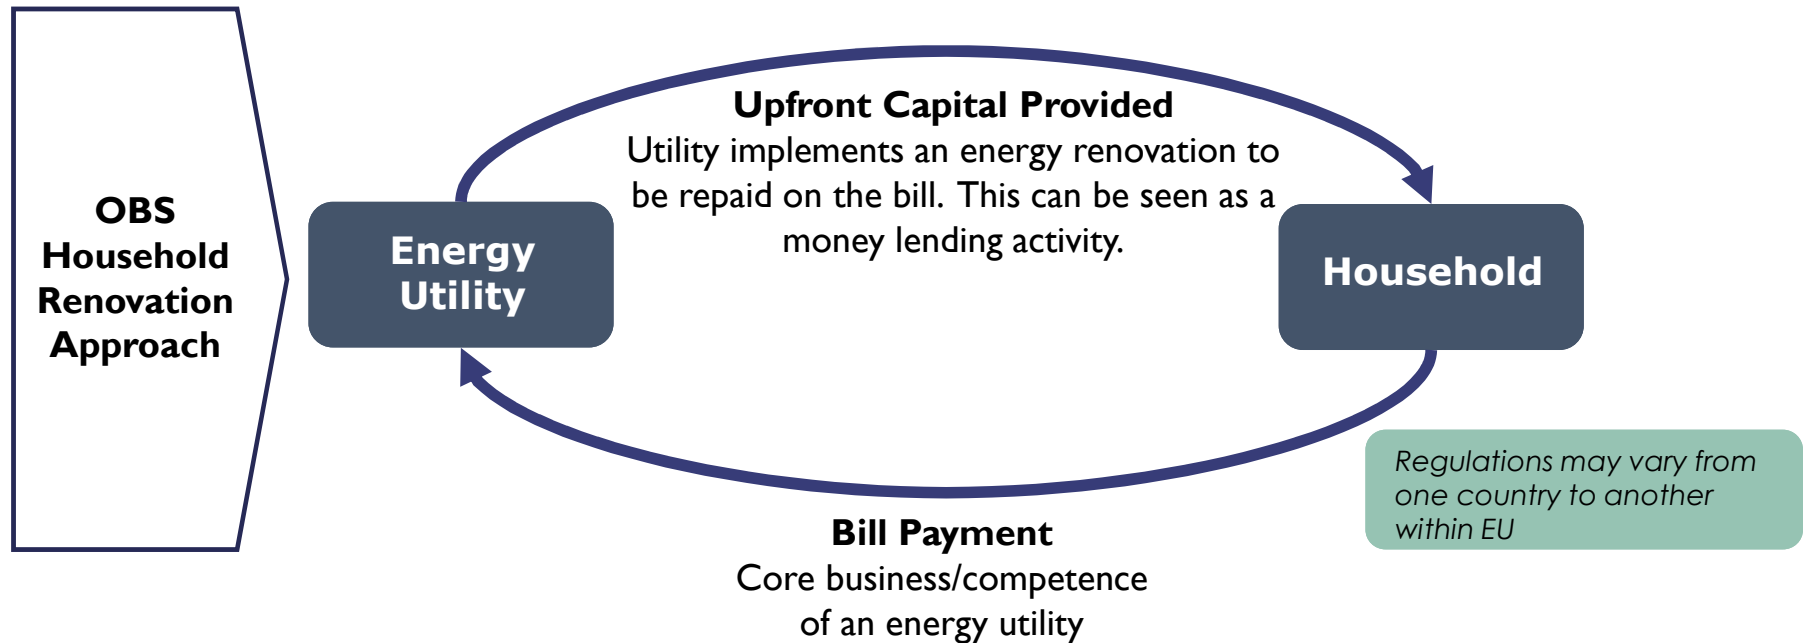 OBS
Household
Renovation
Approach
Energy
Utility
Upfront Capital Provided
Utility implements an energy renovation to
be repaid on the bill. This can be seen as a
money lending activity.
Household
Bill Payment
Core business/competence
of an energy utility
Regulations may vary from
one country to another
within EU